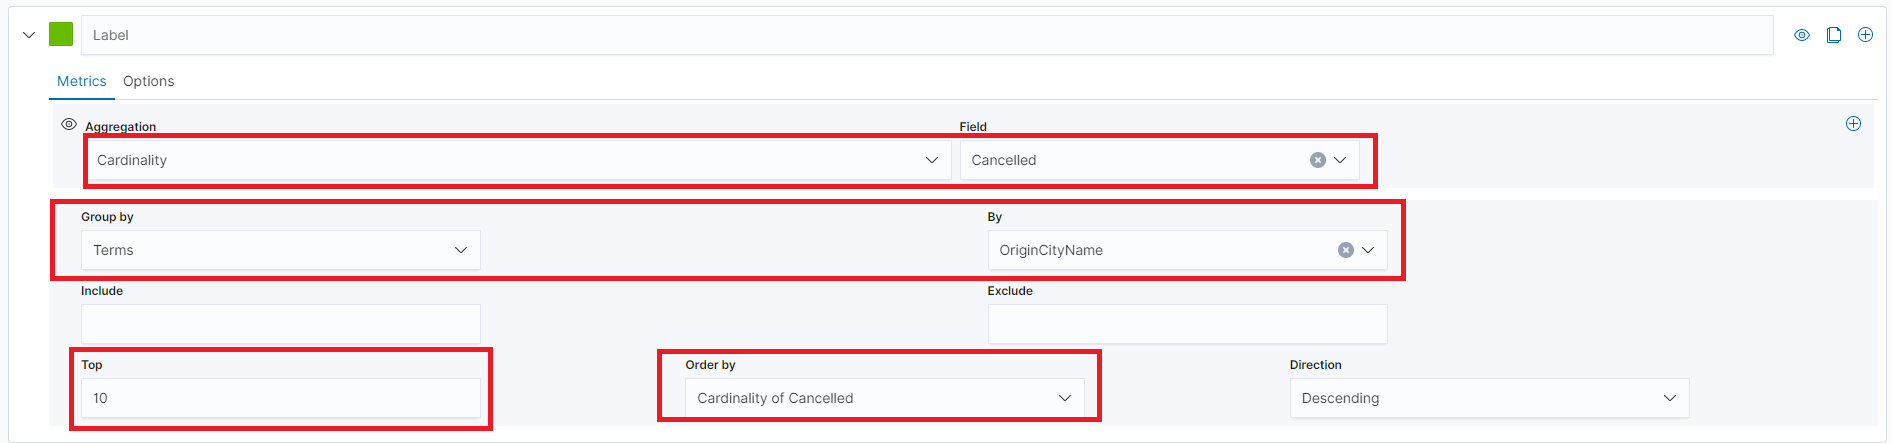 Label
Metrics Options
Aggregation Field
Cardinality Cancelled
Group by By
Terms OriginCityName
Include Exclude
Top Order by Direction
10 Cardinality of Cancelled Descending